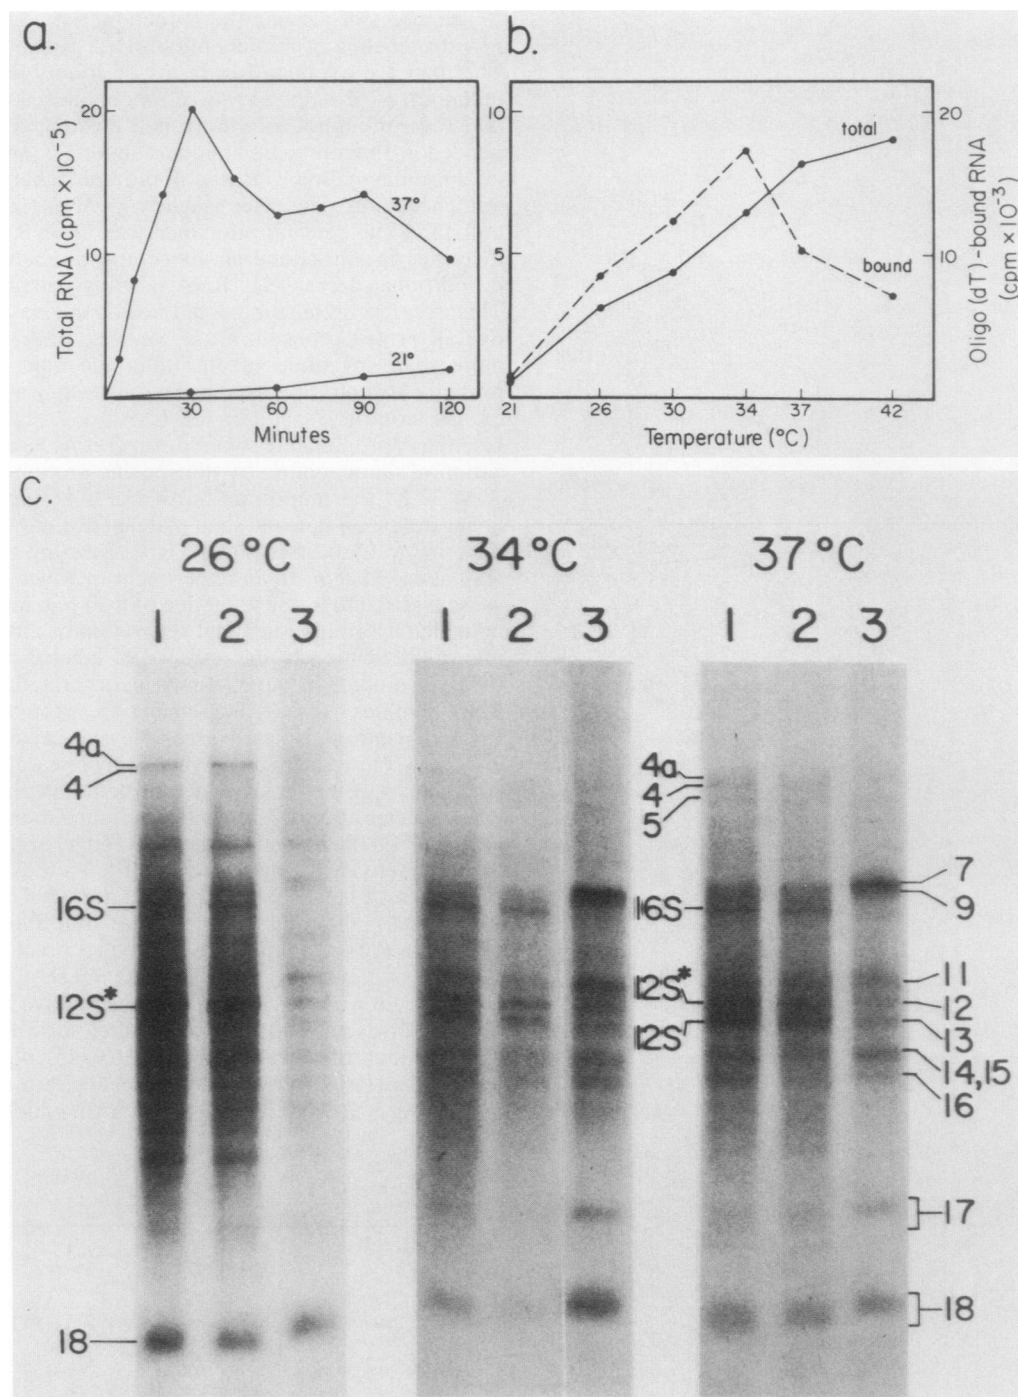 a.
Total RNA (cpm × 10⁻⁵)
20
10
37°
21°
30 60 90 120
Minutes
b.
10
5
total
bound
20
10
Oligo (dT)-bound RNA
(cpm × 10⁻³)
21 26 30 34 37 42
Temperature (°C)
C.
26°C 34°C 37°C
1 2 3 1 2 3 1 2 3
4a
4
16S
12S*
18
4a
4
5
16S
12S*
12S
7
9
11
12
13
14,15
16
17
18